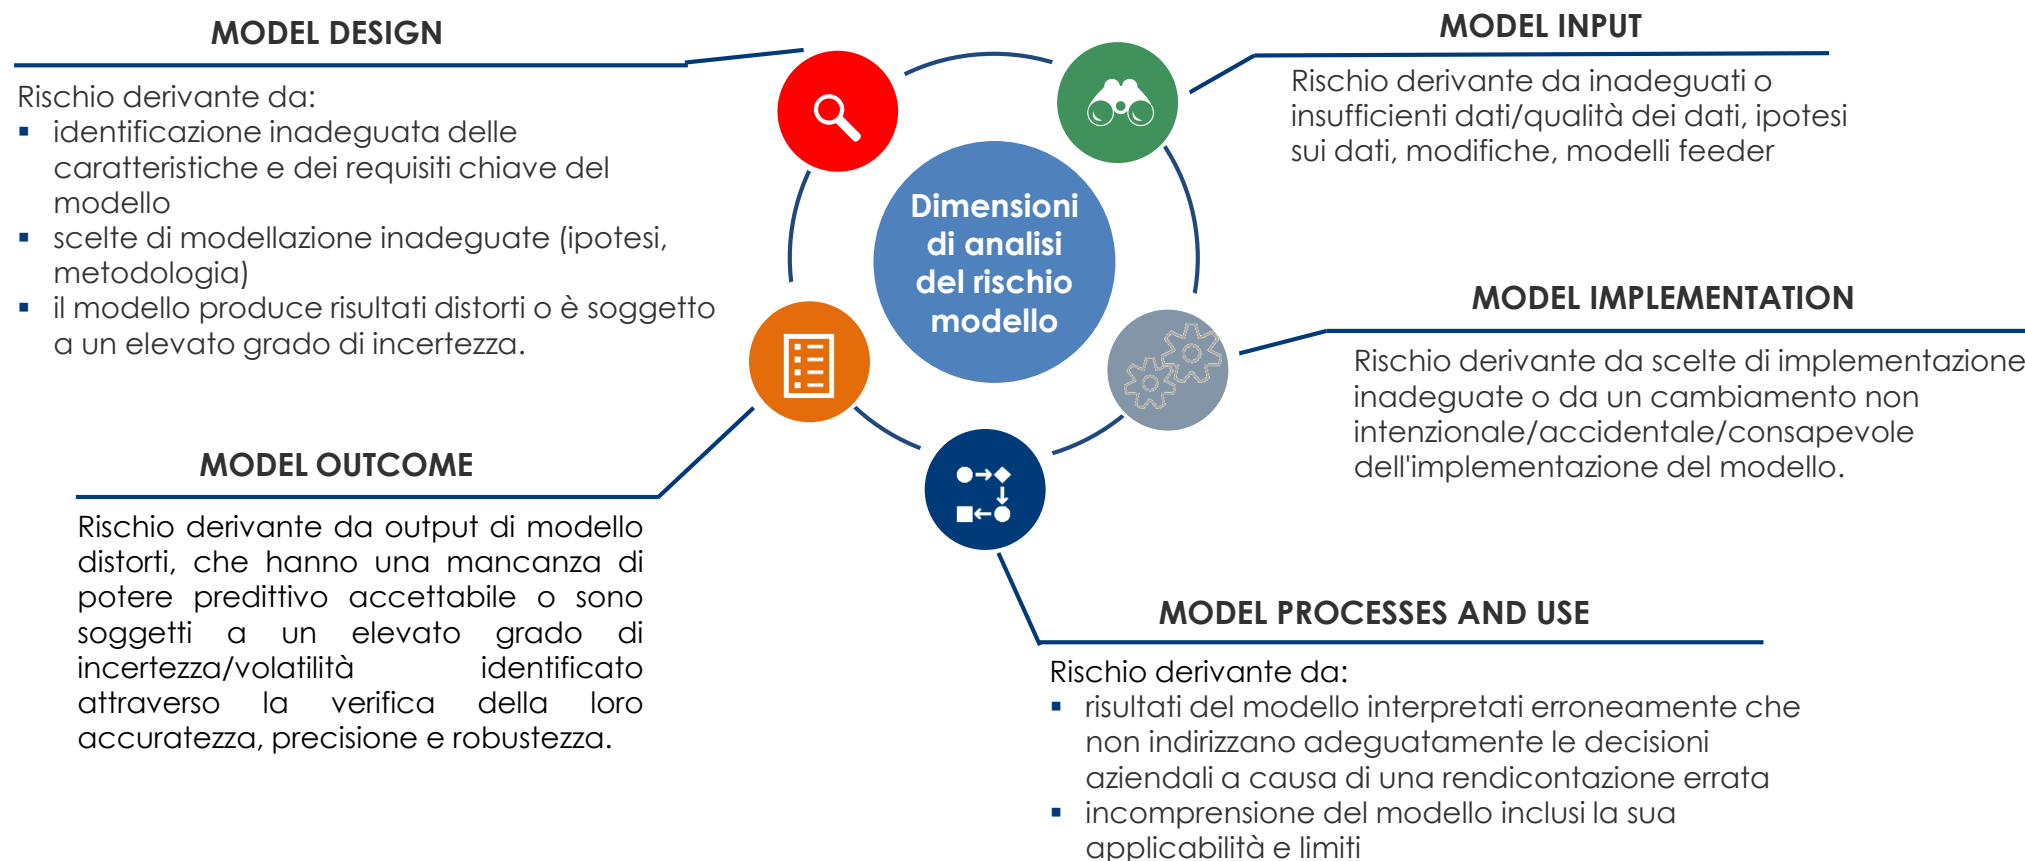 MODEL DESIGN
Rischio derivante da:
▪ identificazione inadeguata delle
caratteristiche e dei requisiti chiave del
modello
▪ scelte di modellazione inadeguate (ipotesi,
metodologia)
▪ il modello produce risultati distorti o è soggetto
a un elevato grado di incertezza.
MODEL INPUT
Rischio derivante da inadeguati o
insufficienti dati/qualità dei dati, ipotesi
sui dati, modifiche, modelli feeder
Dimensioni
di analisi
del rischio
modello
MODEL IMPLEMENTATION
Rischio derivante da scelte di implementazione
inadeguate o da un cambiamento non
intenzionale/accidentale/consapevole
dell'implementazione del modello.
MODEL OUTCOME
Rischio derivante da output di modello
distorti, che hanno una mancanza di
potere predittivo accettabile o sono
soggetti a un elevato grado di
incertezza/volatilità identificato
attraverso la verifica della loro
accuratezza, precisione e robustezza.
MODEL PROCESSES AND USE
Rischio derivante da:
▪ risultati del modello interpretati erroneamente che
non indirizzano adeguatamente le decisioni
aziendali a causa di una rendicontazione errata
▪ incomprensione del modello inclusi la sua
applicabilità e limiti